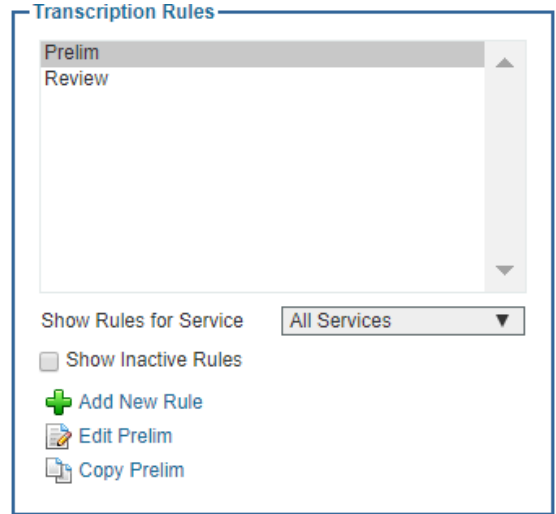 Transcription Rules
Prelim
Review
Show Rules for Service All Services
Show Inactive Rules
Add New Rule
Edit Prelim
Copy Prelim